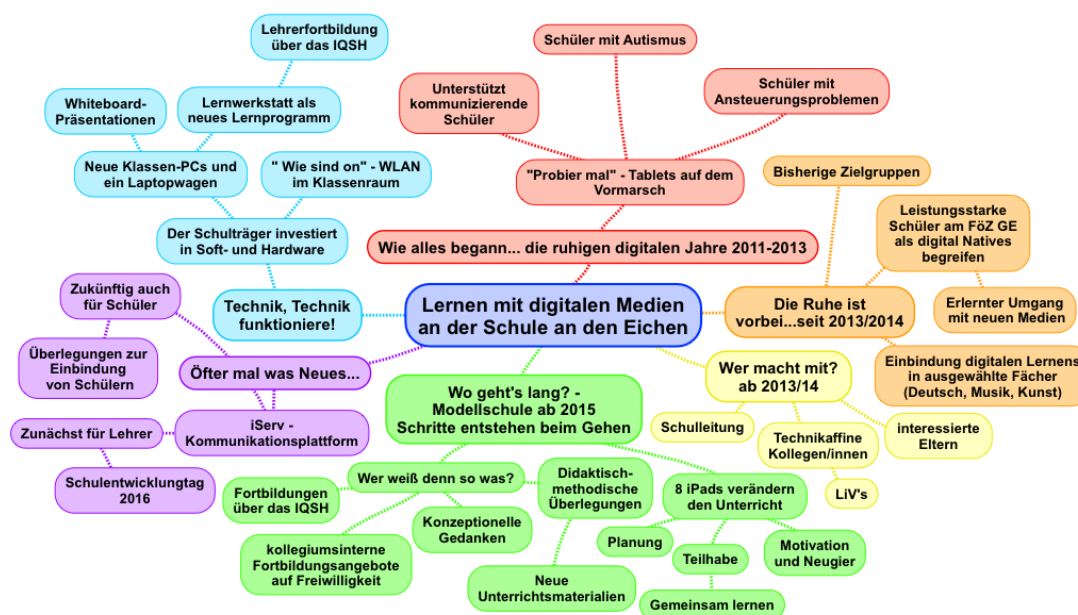 Lehrerfortbildung
über das IQSH
Whiteboard-
Präsentationen
Lernwerkstatt als
neues Lernprogramm
Neue Klassen-PCs und
ein Laptopwagen
" Wie sind on" - WLAN
im Klassenraum
Der Schulträger investiert
in Soft- und Hardware
Technik, Technik
funktioniere!
Schüler mit Autismus
Unterstützt
kommunizierende
Schüler
Schüler mit
Ansteuerungsproblemen
"Probier mal" - Tablets auf dem
Vormarsch
Wie alles begann... die ruhigen digitalen Jahre 2011-2013
Lernen mit digitalen Medien
an der Schule an den Eichen
Bisherige Zielgruppen
Leistungsstarke
Schüler am FöZ GE
als digital Natives
begreifen
Die Ruhe ist
vorbei...seit 2013/2014
Erlernter Umgang
mit neuen Medien
Einbindung digitalen Lernens
in ausgewählte Fächer
(Deutsch, Musik, Kunst)
Zukünftig auch
für Schüler
Überlegungen zur
Einbindung
von Schülern
Öfter mal was Neues...
iServ -
Kommunikationsplattform
Zunächst für Lehrer
Schulentwicklungtag
2016
Wo geht's lang? -
Modellschule ab 2015
Schritte entstehen beim Gehen
Wer weiß denn so was?
Fortbildungen
über das IQSH
kollegiumsinterne
Fortbildungsangebote
auf Freiwilligkeit
Konzeptionelle
Gedanken
Didaktisch-
methodische
Überlegungen
Neue
Unterrichtsmaterialien
8 iPads verändern
den Unterricht
Planung
Teilhabe
Gemeinsam lernen
Motivation
und Neugier
Wer macht mit?
ab 2013/14
Schulleitung
Technikaffine
Kollegen/innen
LiV's
interessierte
Eltern